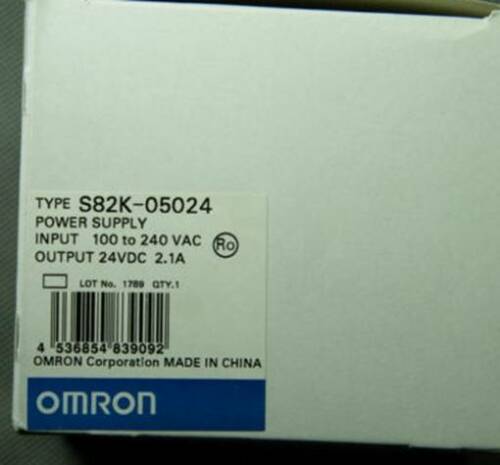 TYPE S82K-05024
POWER SUPPLY
INPUT 100 to 240 VAC
OUTPUT 24VDC 2.1A
Ro
LOT No. 1789 QTY.1
4 536854 839092
OMRON Corporation MADE IN CHINA
OMRON